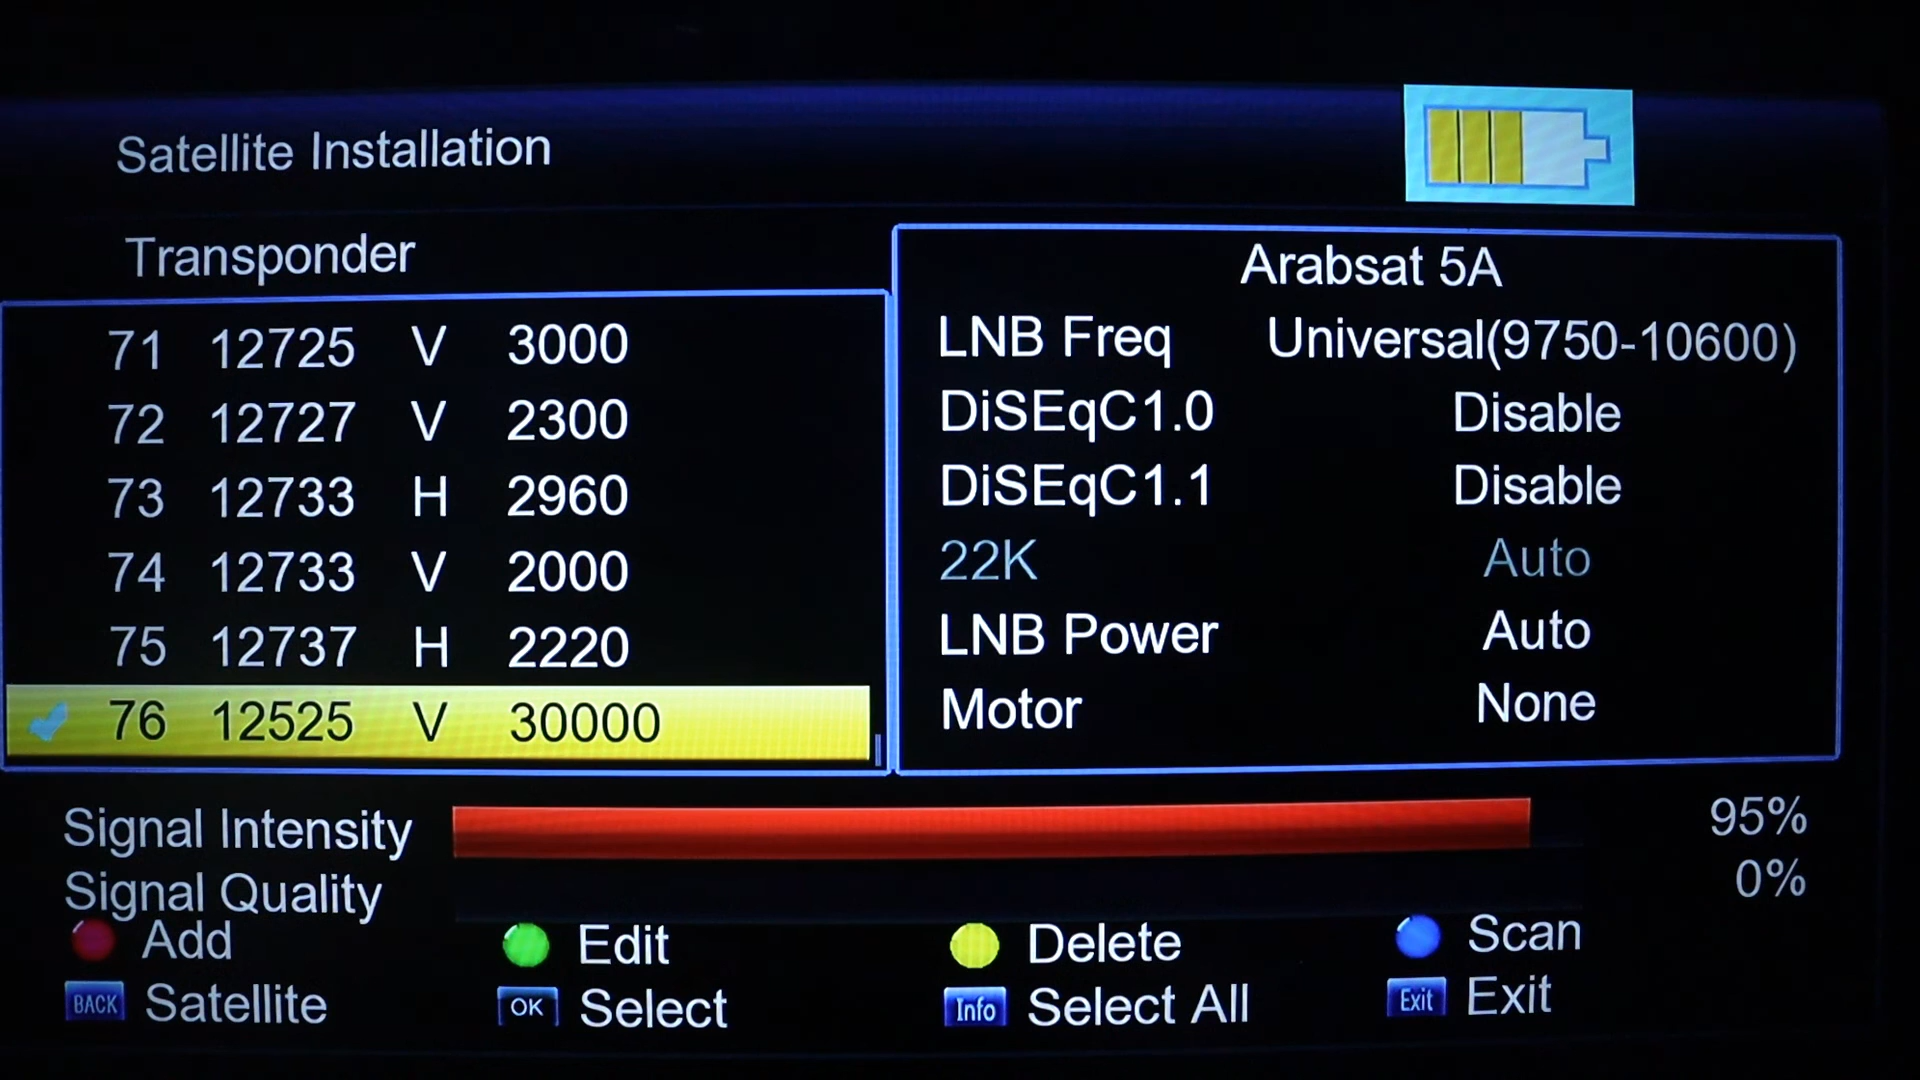 Satellite Installation
Transponder
71 12725 V 3000
72 12727 V 2300
73 12733 H 2960
74 12733 V 2000
75 12737 H 2220
76 12525 V 30000
Arabsat 5A
LNB Freq Universal(9750-10600)
DiSEqC1.0 Disable
DiSEqC1.1 Disable
22K Auto
LNB Power Auto
Motor None
Signal Intensity 95%
Signal Quality 0%
Add Edit Delete Scan
BACK Satellite OK Select Info Select All Exit Exit